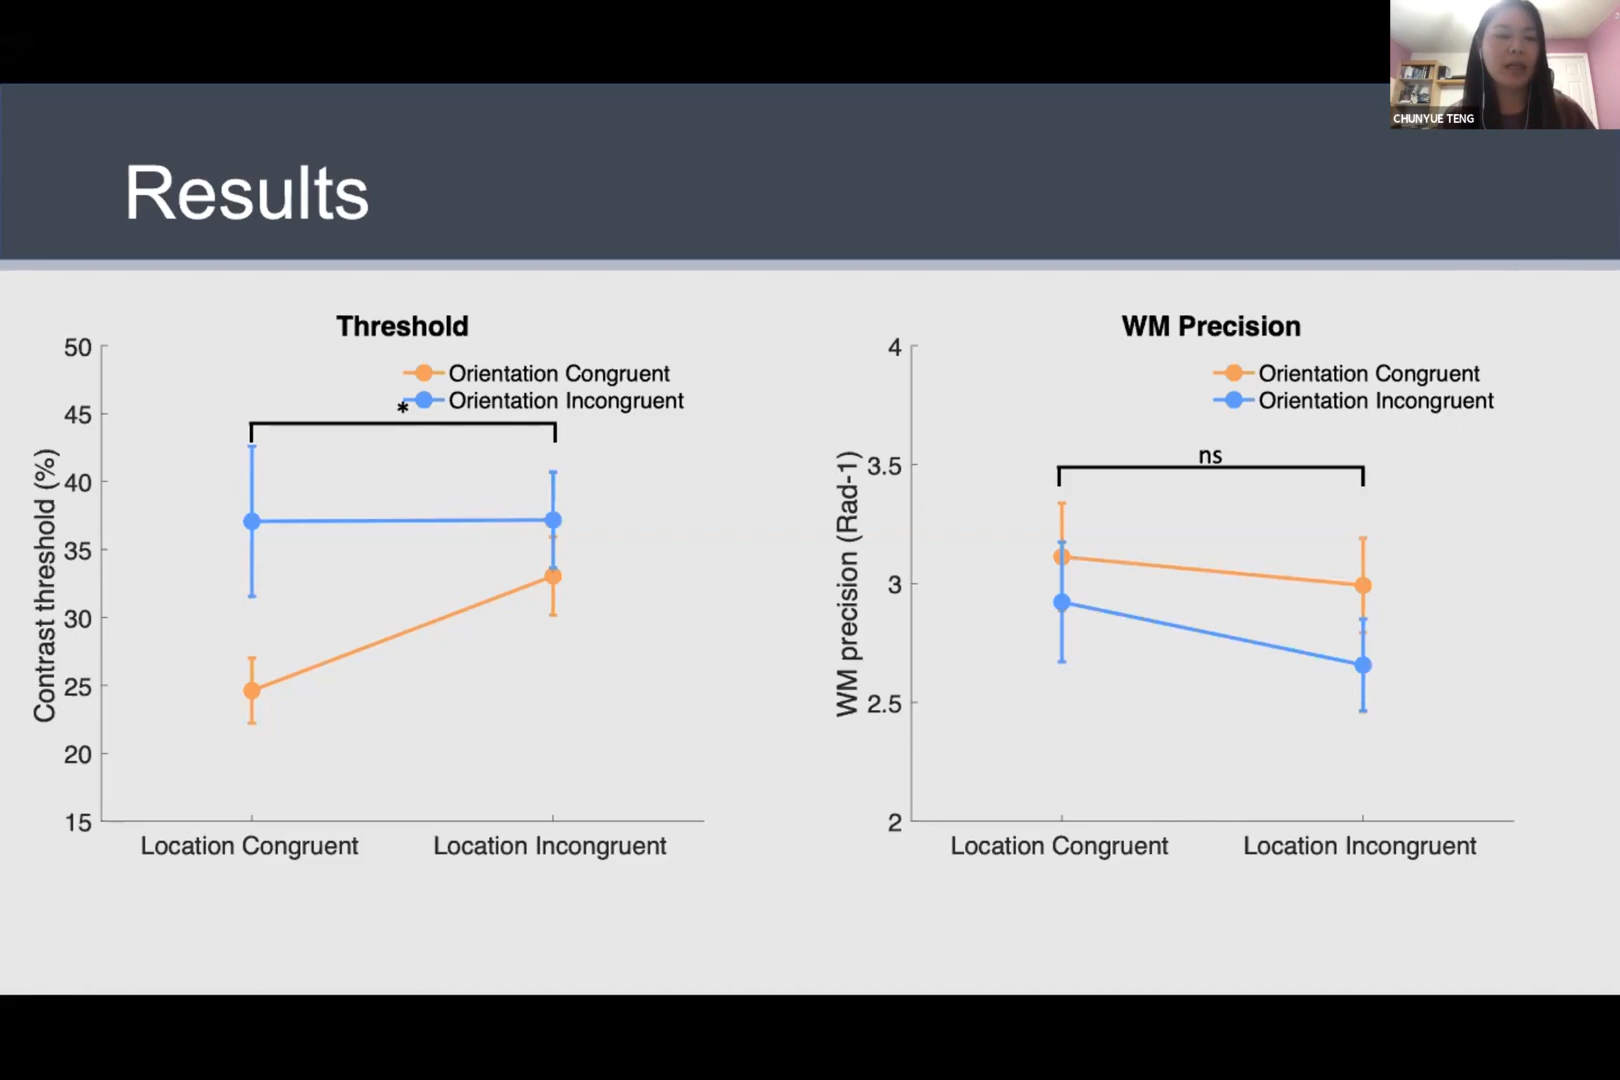 CHUNYUE TENG
Results
Threshold
50
45
40
35
30
25
20
15
Contrast threshold (%)
Orientation Congruent
Orientation Incongruent
*
Location Congruent
Location Incongruent
WM Precision
4
3.5
3
2.5
2
WM precision (Rad-1)
Orientation Congruent
Orientation Incongruent
ns
Location Congruent
Location Incongruent